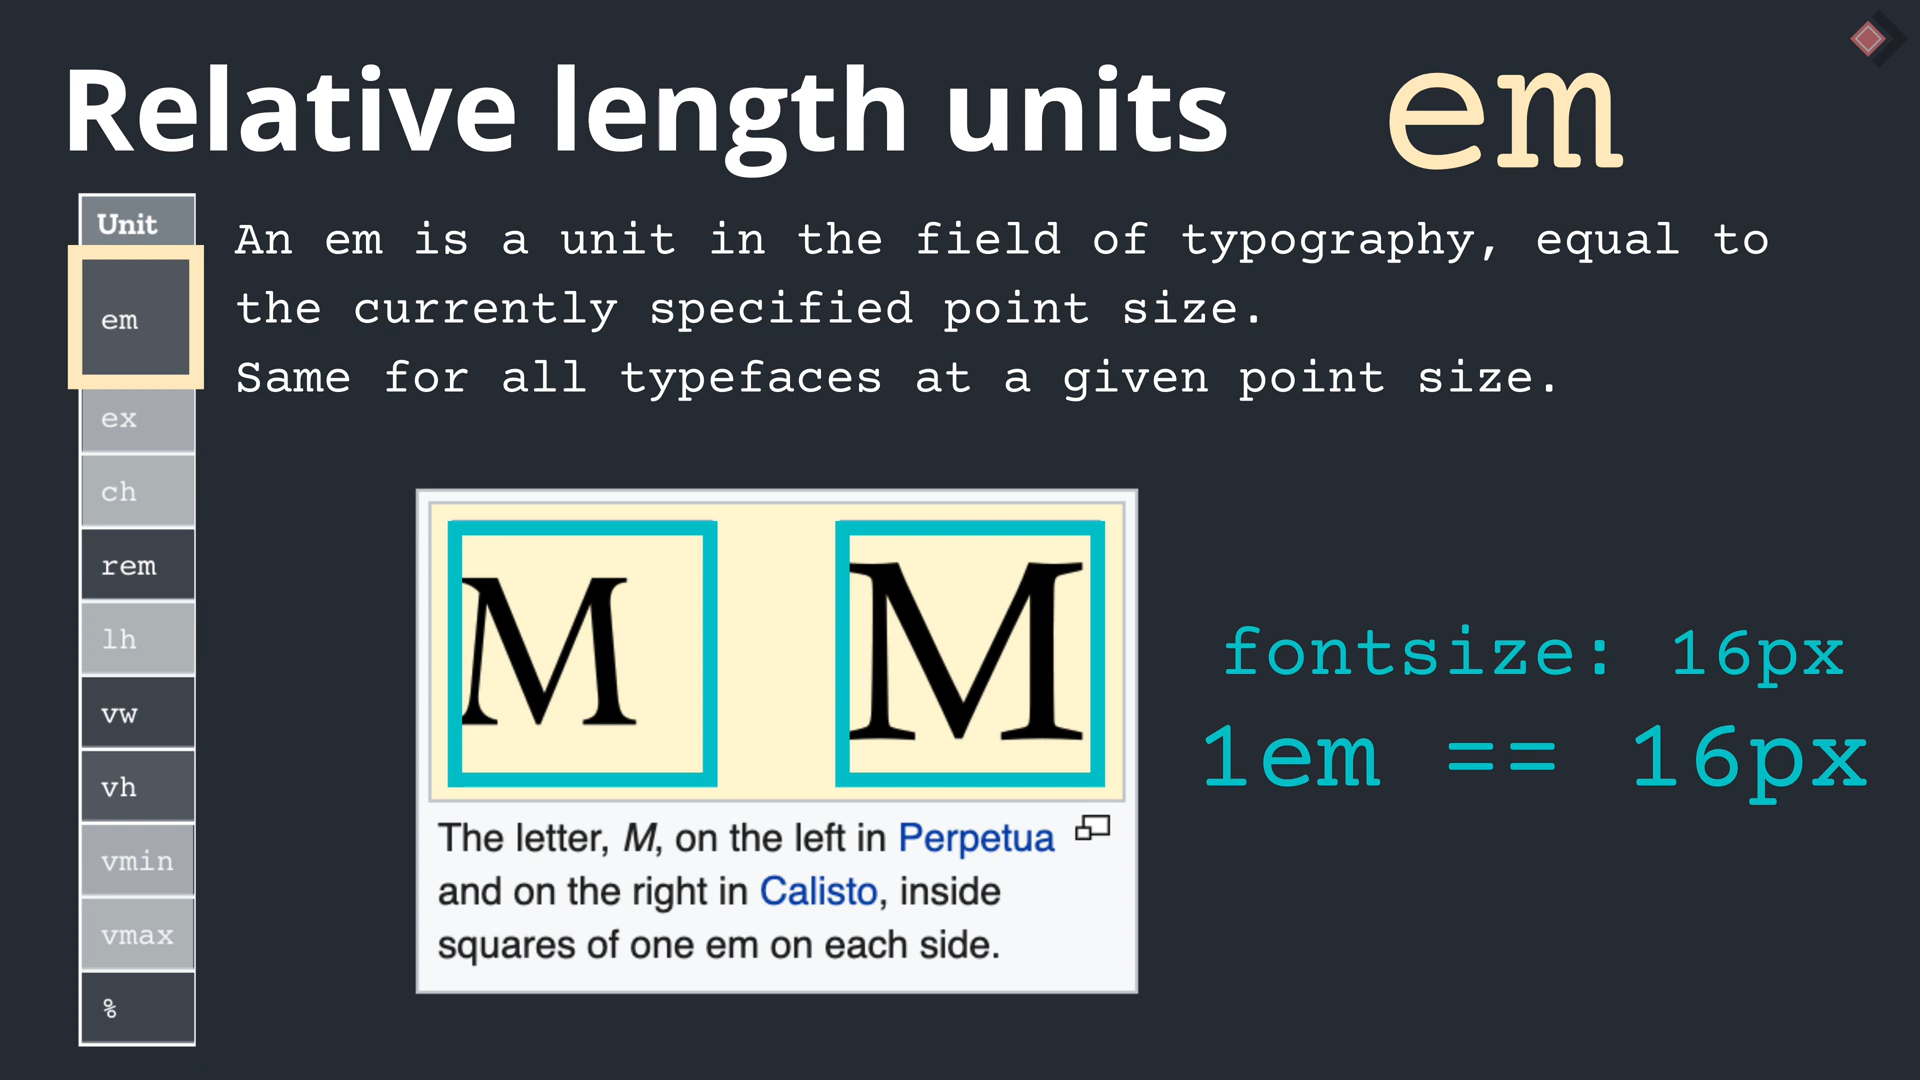 Relative length units em
Unit
em
ex
ch
rem
lh
vw
vh
vmin
vmax
%
An em is a unit in the field of typography, equal to
the currently specified point size.
Same for all typefaces at a given point size.
M M
The letter, M, on the left in Perpetua
and on the right in Calisto, inside
squares of one em on each side.
fontsize: 16px
1em == 16px